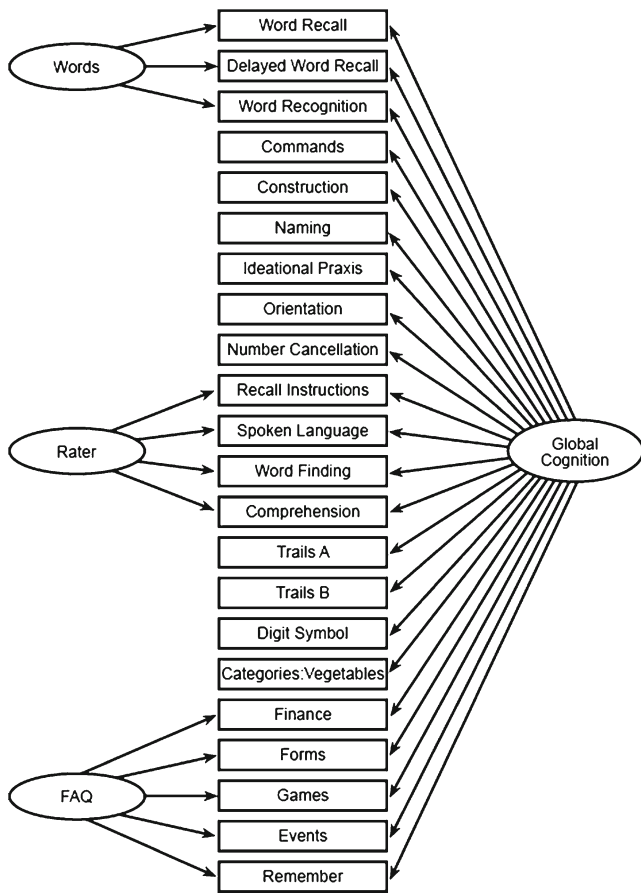 Word Recall
Words
Delayed Word Recall
Word Recognition
Commands
Construction
Naming
Ideational Praxis
Orientation
Number Cancellation
Recall Instructions
Spoken Language
Rater
Global
Cognition
Word Finding
Comprehension
Trails A
Trails B
Digit Symbol
Categories:Vegetables
Finance
Forms
FAQ
Games
Events
Remember